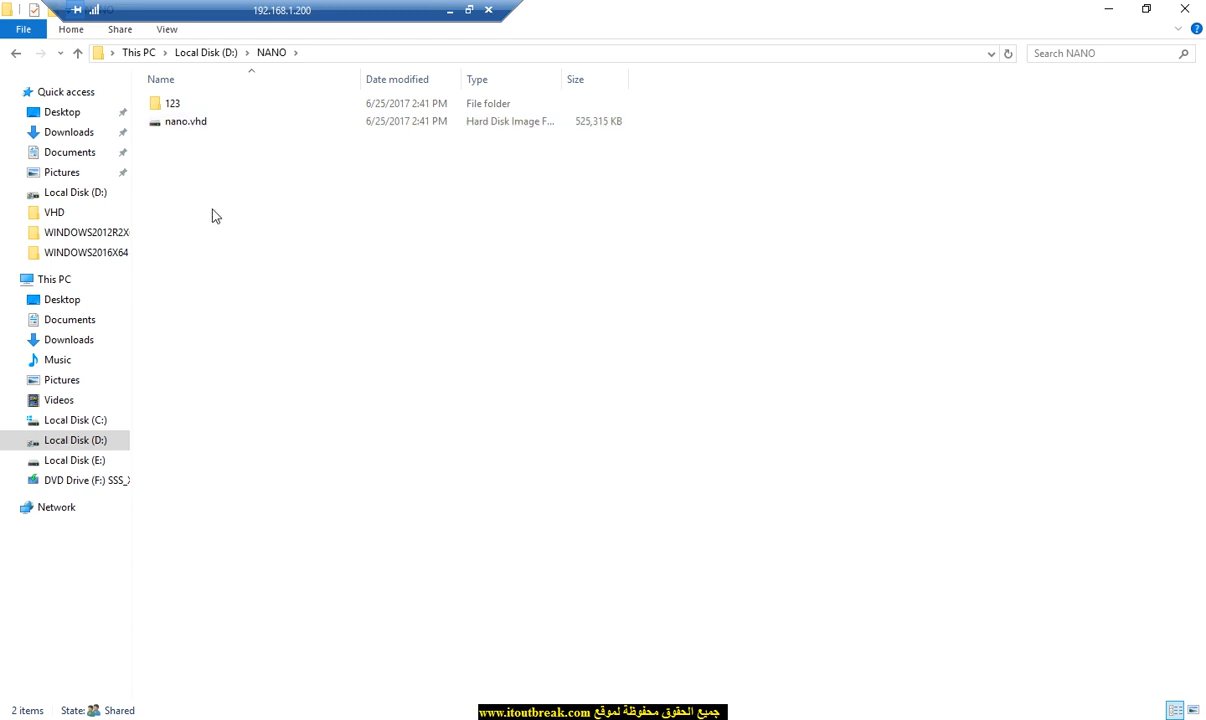 192.168.1.200
File Home Share View
This PC Local Disk (D:) NANO
Search NANO
Name Date modified Type Size
123 6/25/2017 2:41 PM File folder
nano.vhd 6/25/2017 2:41 PM Hard Disk Image F... 525,315 KB
Quick access
Desktop
Downloads
Documents
Pictures
Local Disk (D:)
VHD
WINDOWS2012R2X
WINDOWS2016X64
This PC
Desktop
Documents
Downloads
Music
Pictures
Videos
Local Disk (C:)
Local Disk (D:)
Local Disk (E:)
DVD Drive (F:) SSS_X
Network
2 items State: Shared
جميع الحقوق محفوظة لموقع www.itoutbreak.com